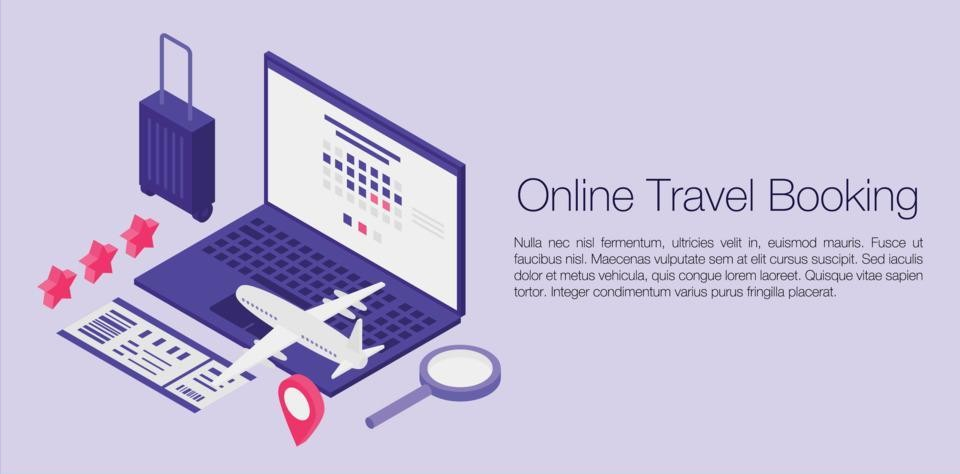 Online Travel Booking
Nulla nec nisl fermentum, ultricies velit in, euismod mauris. Fusce ut
faucibus nisl. Maecenas vulputate sem at elit cursus suscipit. Sed iaculis
dolor et metus vehicula, quis congue lorem laoreet. Quisque vitae sapien
tortor. Integer condimentum varius purus fringilla placerat.